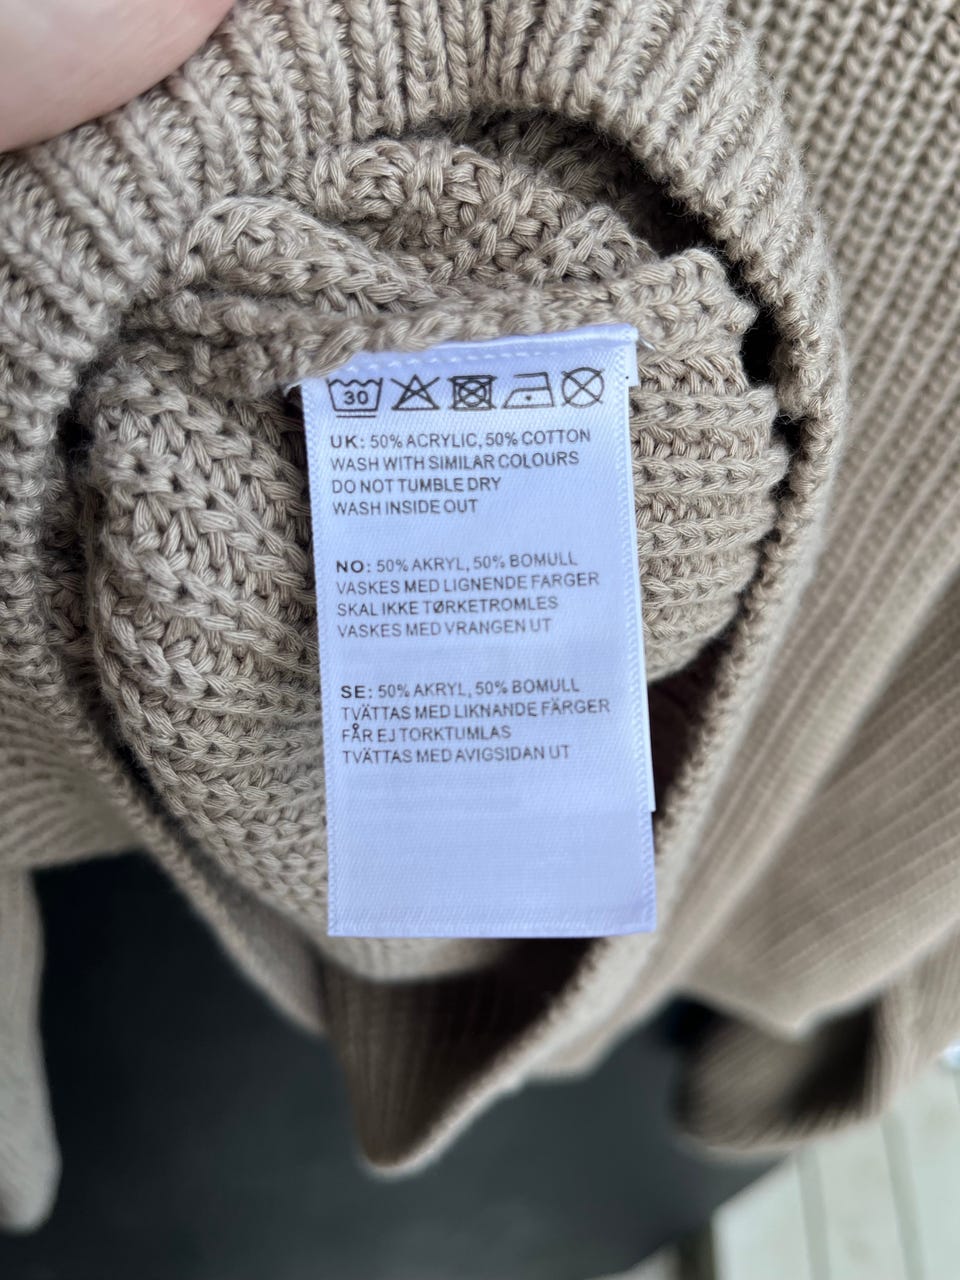 30
UK: 50% ACRYLIC, 50% COTTON
WASH WITH SIMILAR COLOURS
DO NOT TUMBLE DRY
WASH INSIDE OUT
NO: 50% AKRYL, 50% BOMULL
VASKES MED LIGNENDE FARGER
SKAL IKKE TØRKETROMLES
VASKES MED VRANGEN UT
SE: 50% AKRYL, 50% BOMULL
TVÄTTAS MED LIKNANDE FÄRGER
FÅR EJ TORKTUMLAS
TVÄTTAS MED AVIGSIDAN UT